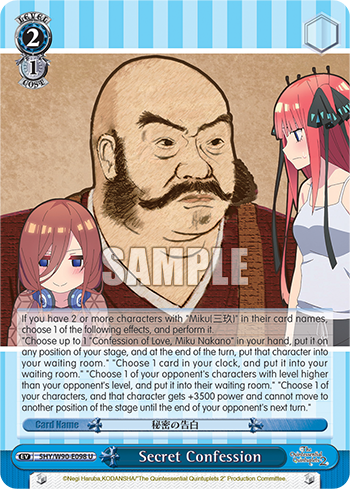 LEVEL
2
1
COST
SAMPLE
If you have 2 or more characters with "Miku(三玖)" in their card names,
choose 1 of the following effects, and perform it.
"Choose up to 1 "Confession of Love, Miku Nakano" in your hand, put it on
any position of your stage, and at the end of the turn, put that character into
your waiting room." "Choose 1 card in your clock, and put it into your
waiting room." "Choose 1 of your opponent's characters with level higher
than your opponent's level, and put it into their waiting room." "Choose 1 of
your characters, and that character gets +3500 power and cannot move to
another position of the stage until the end of your opponent's next turn."
Card Name
秘密の告白
EV
5HY/W90-E098 U
Secret Confession
The Quintessential Quintuplets 2
©Negi Haruba,KODANSHA/"The Quintessential Quintuplets 2" Production Committee.